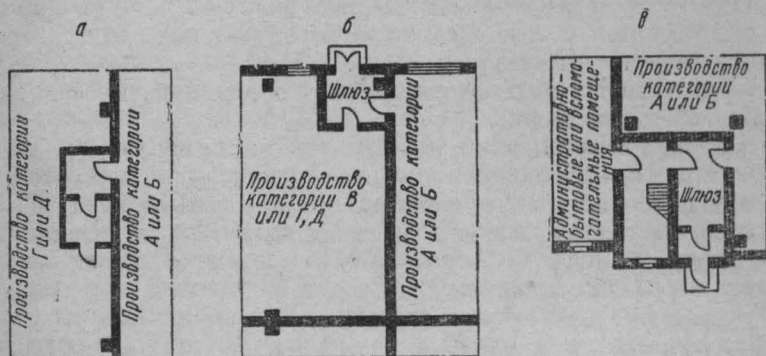 а
б
в
Производство категории
Г или Д
Производство категории
А или Б
Шлюз
Производство
категории В
или Г, Д
Производство категории
А или Б
Административно-
бытовые или вспомо-
гательные помеще-
ния
Производство
категории
А или Б
Шлюз